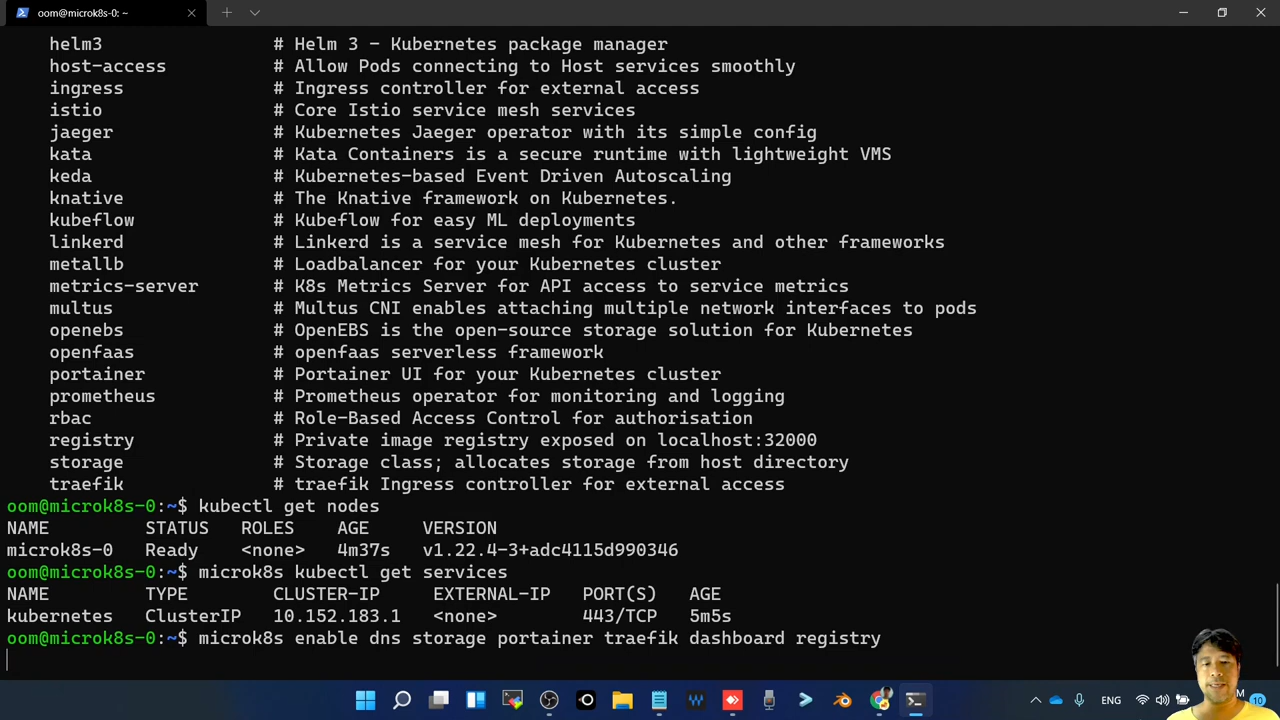 oom@microk8s-0: ~
helm3 # Helm 3 - Kubernetes package manager
host-access # Allow Pods connecting to Host services smoothly
ingress # Ingress controller for external access
istio # Core Istio service mesh services
jaeger # Kubernetes Jaeger operator with its simple config
kata # Kata Containers is a secure runtime with lightweight VMS
keda # Kubernetes-based Event Driven Autoscaling
knative # The Knative framework on Kubernetes.
kubeflow # Kubeflow for easy ML deployments
linkerd # Linkerd is a service mesh for Kubernetes and other frameworks
metallb # Loadbalancer for your Kubernetes cluster
metrics-server # K8s Metrics Server for API access to service metrics
multus # Multus CNI enables attaching multiple network interfaces to pods
openebs # OpenEBS is the open-source storage solution for Kubernetes
openfaas # openfaas serverless framework
portainer # Portainer UI for your Kubernetes cluster
prometheus # Prometheus operator for monitoring and logging
rbac # Role-Based Access Control for authorisation
registry # Private image registry exposed on localhost:32000
storage # Storage class; allocates storage from host directory
traefik # traefik Ingress controller for external access
oom@microk8s-0:~$ kubectl get nodes
NAME STATUS ROLES AGE VERSION
microk8s-0 Ready <none> 4m37s v1.22.4-3+adc4115d990346
oom@microk8s-0:~$ microk8s kubectl get services
NAME TYPE CLUSTER-IP EXTERNAL-IP PORT(S) AGE
kubernetes ClusterIP 10.152.183.1 <none> 443/TCP 5m5s
oom@microk8s-0:~$ microk8s enable dns storage portainer traefik dashboard registry
ENG
10